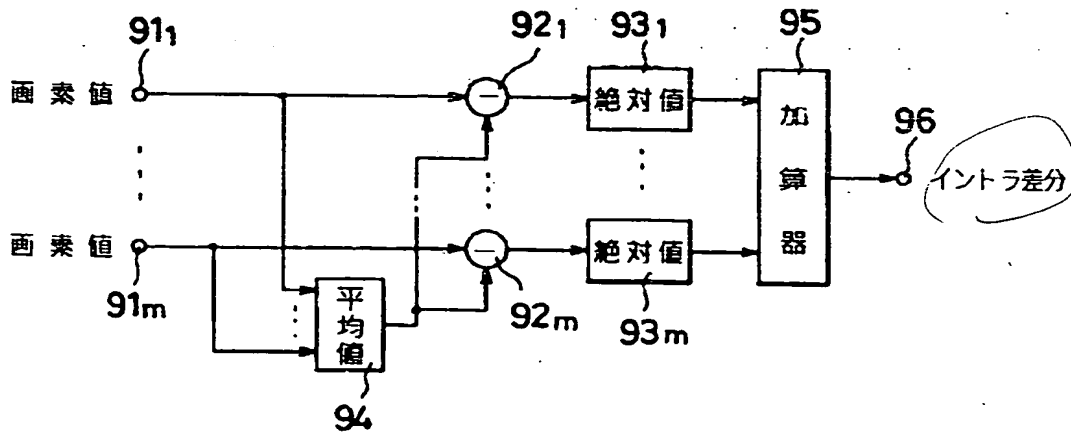 91₁
92₁
93₁
95
画素値
−
絶対値
加算器
96
イントラ差分
画素値
−
絶対値
91m
平均値
92m
93m
94